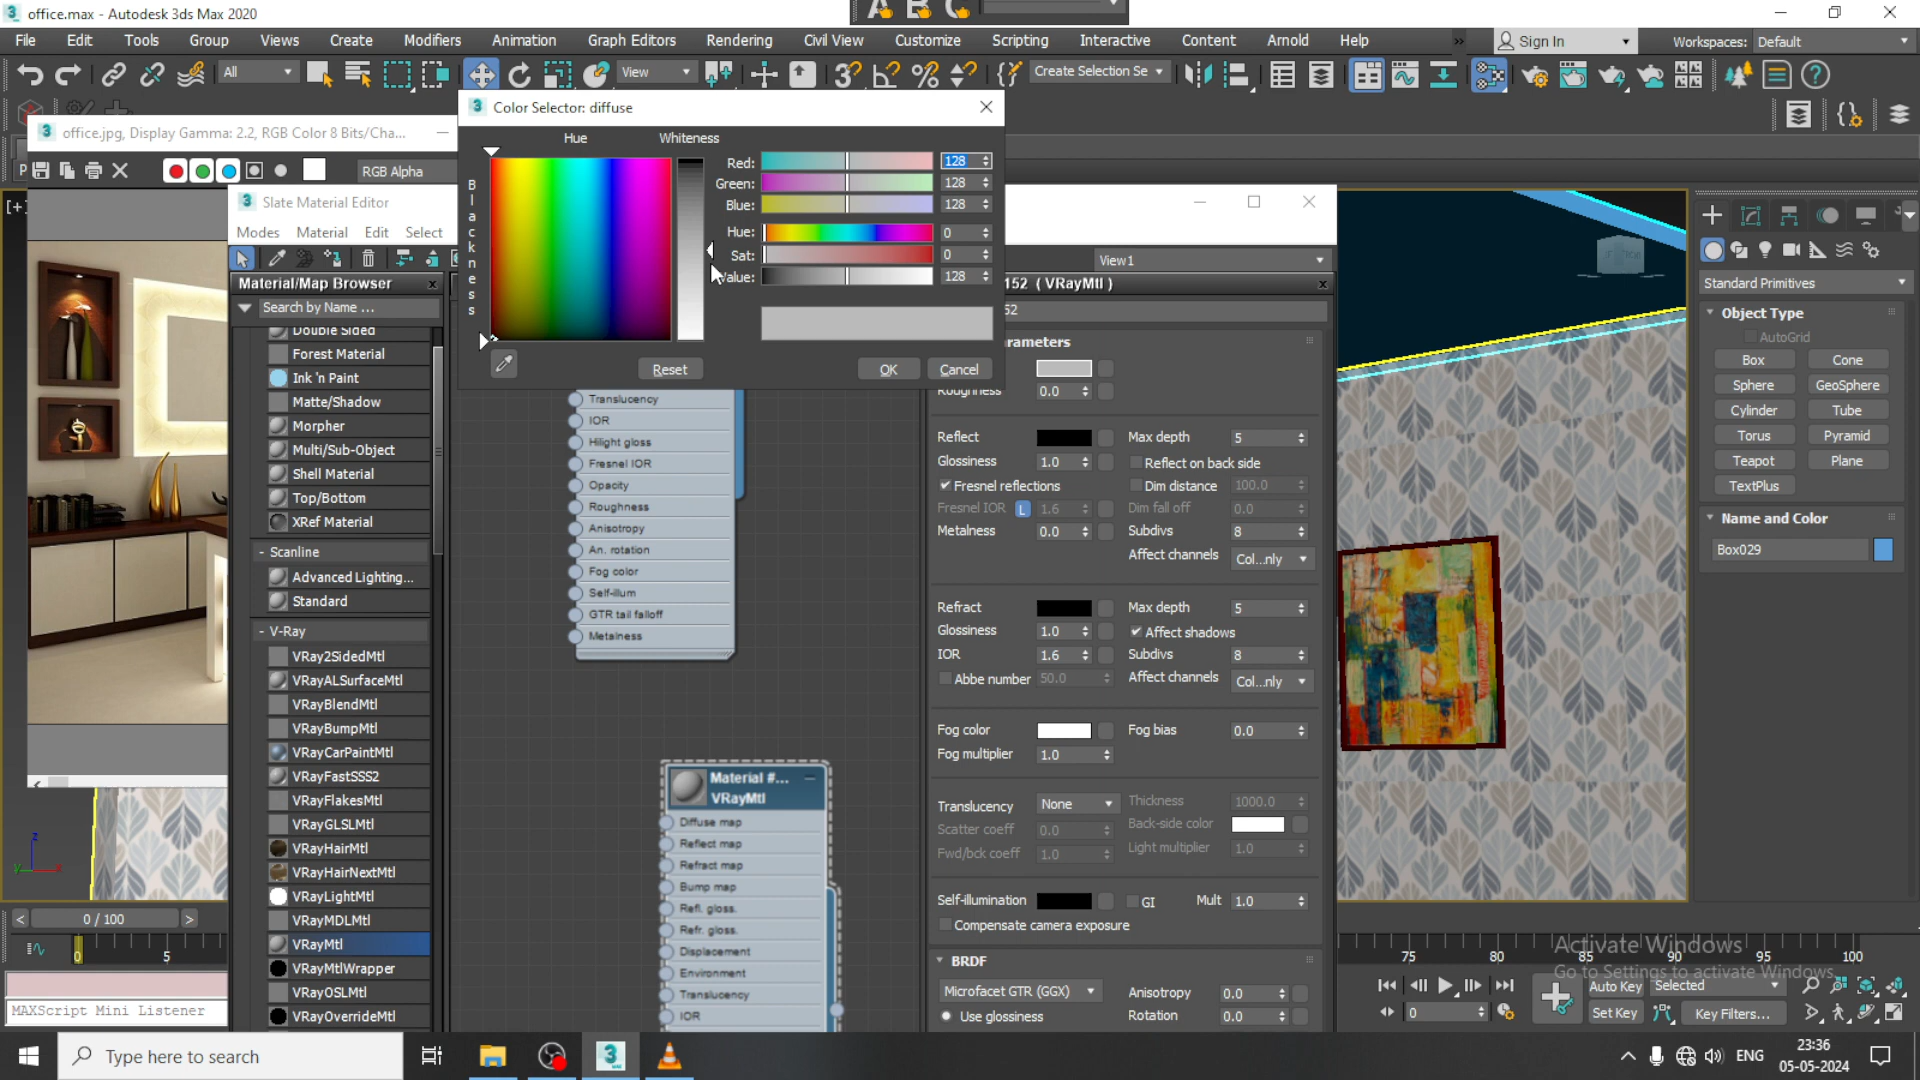 office.max - Autodesk 3ds Max 2020
File Edit Tools Group Views Create Modifiers Animation Graph Editors Rendering Civil View Customize Scripting Interactive Content Arnold Help
Sign In Workspaces: Default
All View Create Selection Se
Color Selector: diffuse
office.jpg, Display Gamma: 2.2, RGB Color 8 Bits/Cha...
Hue Whiteness
Blackness
Red: 128
Green: 128
Blue: 128
Hue: 0
Sat: 0
Value: 128
Reset OK Cancel
RGB Alpha
[+]
Slate Material Editor
Modes Material Edit Select
View1
Material/Map Browser
Search by Name ...
Double Sided
Forest Material
Ink 'n Paint
Matte/Shadow
Morpher
Multi/Sub-Object
Shell Material
Top/Bottom
XRef Material
- Scanline
Advanced Lighting...
Standard
- V-Ray
VRay2SidedMtl
VRayALSurfaceMtl
VRayBlendMtl
VRayBumpMtl
VRayCarPaintMtl
VRayFastSSS2
VRayFlakesMtl
VRayGLSLMtl
VRayHairMtl
VRayHairNextMtl
VRayLightMtl
VRayMDLMtl
VRayMtl
VRayMtlWrapper
VRayOSLMtl
VRayOverrideMtl
Translucency
IOR
Hilight gloss
Fresnel IOR
Opacity
Roughness
Anisotropy
An. rotation
Fog color
Self-illum
GTR tail falloff
Metalness
Material #...
VRayMtl
Diffuse map
Reflect map
Refract map
Bump map
Refl. gloss.
Refr. gloss.
Displacement
Environment
Translucency
IOR
152 ( VRayMtl )
52
rameters
Roughness 0.0
Reflect Max depth 5
Glossiness 1.0 Reflect on back side
Fresnel reflections Dim distance 100.0
Fresnel IOR L 1.6 Dim fall off 0.0
Metalness 0.0 Subdivs 8
Affect channels Col...nly
Refract Max depth 5
Glossiness 1.0 Affect shadows
IOR 1.6 Subdivs 8
Abbe number 50.0 Affect channels Col...nly
Fog color Fog bias 0.0
Fog multiplier 1.0
Translucency None Thickness 1000.0
Scatter coeff 0.0 Back-side color
Fwd/bck coeff 1.0 Light multiplier 1.0
Self-illumination GI Mult 1.0
Compensate camera exposure
BRDF
Microfacet GTR (GGX) Anisotropy 0.0
Use glossiness Rotation 0.0
Standard Primitives
Object Type
AutoGrid
Box Cone
Sphere GeoSphere
Cylinder Tube
Torus Pyramid
Teapot Plane
TextPlus
Name and Color
Box029
< 0 / 100 >
0 5 75 80 85 90 95 100
Activate Windows
Go to Settings to activate Windows.
MAXScript Mini Listener
Auto Key Selected
0 Set Key Key Filters...
Type here to search
ENG
23:36
05-05-2024